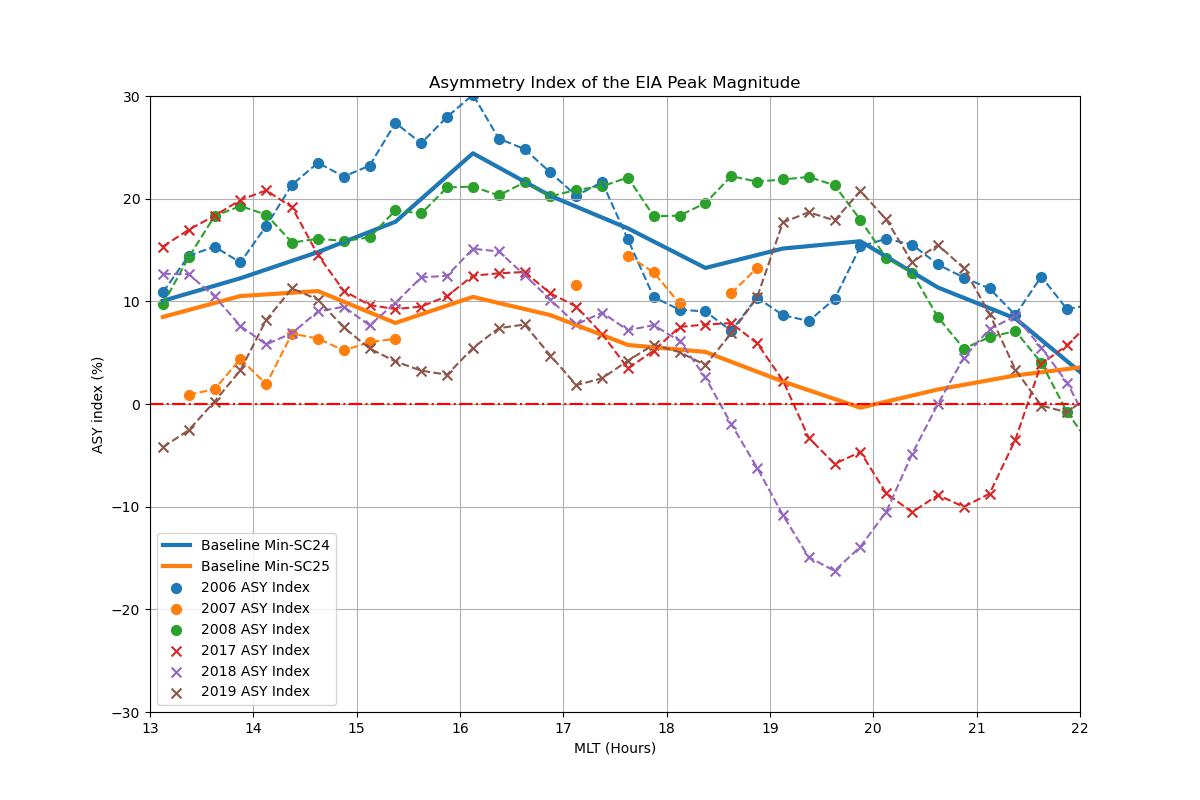 Asymmetry Index of the EIA Peak Magnitude
ASY index (%)
30
20
10
0
−10
−20
−30
Baseline Min-SC24
Baseline Min-SC25
2006 ASY Index
2007 ASY Index
2008 ASY Index
2017 ASY Index
2018 ASY Index
2019 ASY Index
13 14 15 16 17 18 19 20 21 22
MLT (Hours)